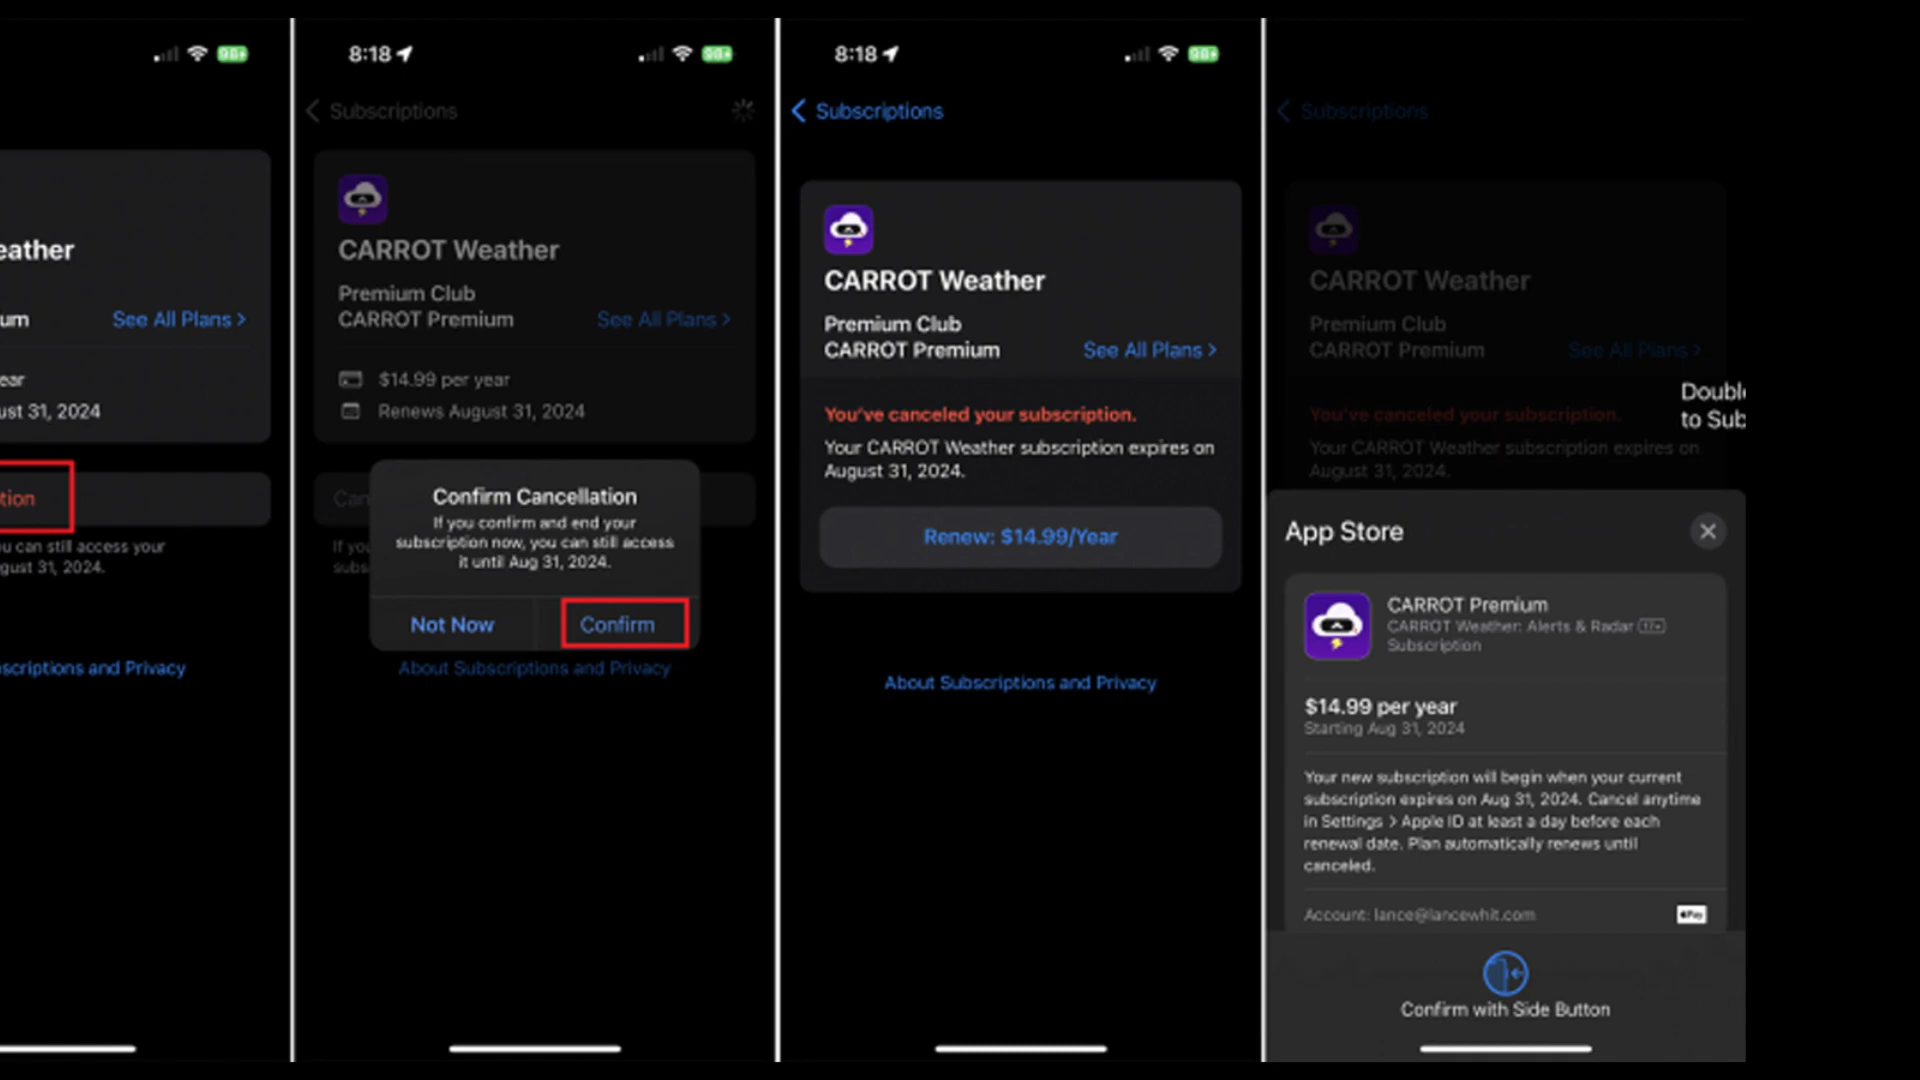 98+
eather
um
See All Plans >
ear
ust 31, 2024
tion
u can still access your
gust 31, 2024.
scriptions and Privacy
8:18
98+
Subscriptions
CARROT Weather
Premium Club
CARROT Premium
See All Plans >
$14.99 per year
Renews August 31, 2024
Can
If you
subs
Confirm Cancellation
If you confirm and end your
subscription now, you can still access
it until Aug 31, 2024.
Not Now
Confirm
About Subscriptions and Privacy
8:18
98+
Subscriptions
CARROT Weather
Premium Club
CARROT Premium
See All Plans >
You've canceled your subscription.
Your CARROT Weather subscription expires on
August 31, 2024.
Renew: $14.99/Year
About Subscriptions and Privacy
Subscriptions
CARROT Weather
Premium Club
CARROT Premium
See All Plans >
Double
to Sub
You've canceled your subscription.
Your CARROT Weather subscription expires on
August 31, 2024.
App Store
CARROT Premium
CARROT Weather: Alerts & Radar 17+
Subscription
$14.99 per year
Starting Aug 31, 2024
Your new subscription will begin when your current
subscription expires on Aug 31, 2024. Cancel anytime
in Settings > Apple ID at least a day before each
renewal date. Plan automatically renews until
canceled.
Account: lance@lancewhit.com
Pay
Confirm with Side Button